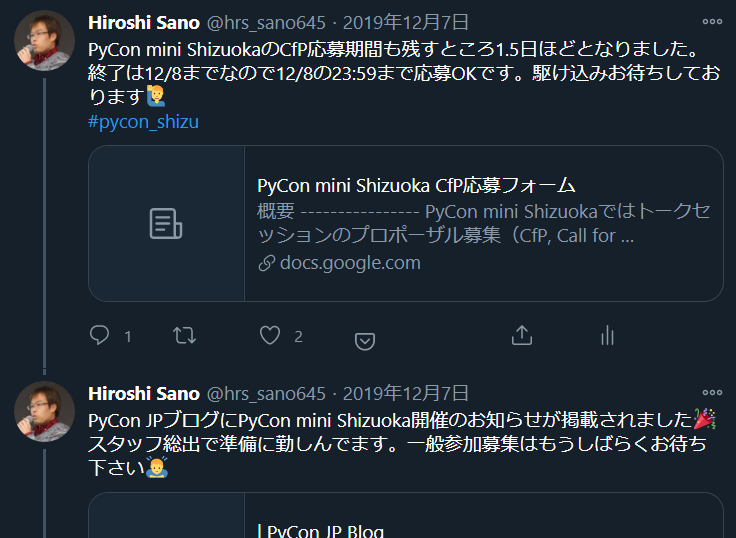 Hiroshi Sano @hrs_sano645 · 2019年12月7日
PyCon mini ShizuokaのCfP応募期間も残すところ1.5日ほどとなりました。
終了は12/8までなので12/8の23:59まで応募OKです。駆け込みお待ちしてお
ります🙋‍♂️
#pycon_shizu
PyCon mini Shizuoka CfP応募フォーム
概要 ---------------- PyCon mini Shizuokaではトークセ
ッションのプロポーザル募集（CfP, Call for ...
docs.google.com
1 2
Hiroshi Sano @hrs_sano645 · 2019年12月7日
PyCon JPブログにPyCon mini Shizuoka開催のお知らせが掲載されました🎉
スタッフ総出で準備に勤しんでます。一般参加募集はもうしばらくお待ち
下さい🙇‍♂️
| PyCon JP Blog